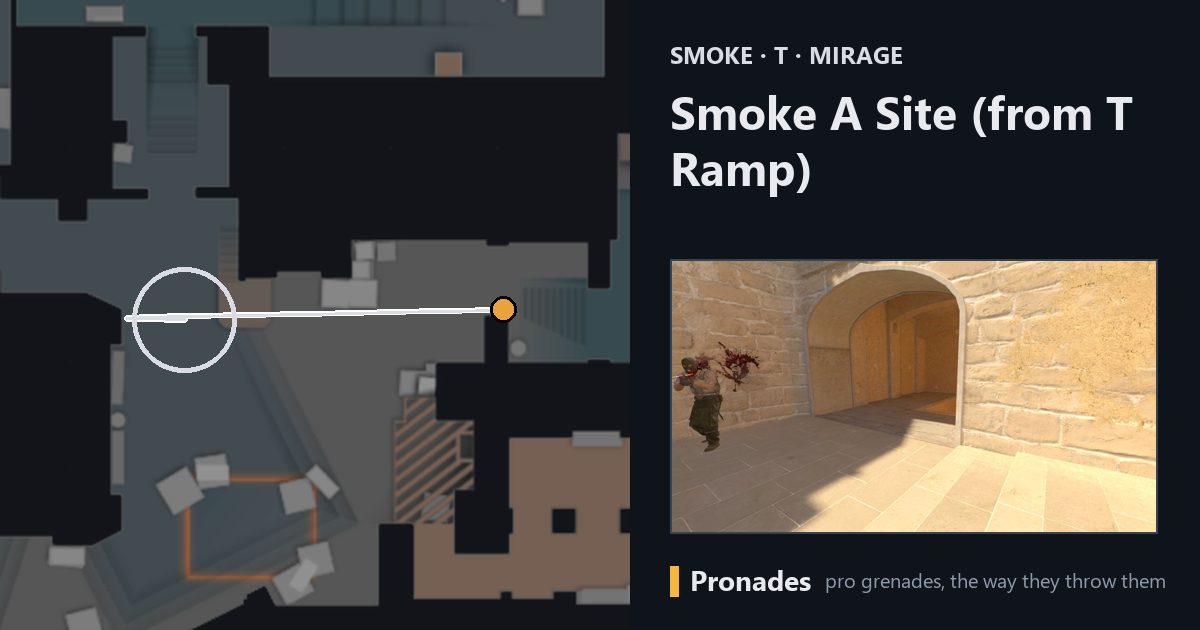 SMOKE · T · MIRAGE
Smoke A Site (from T
Ramp)
Pronades pro grenades, the way they throw them